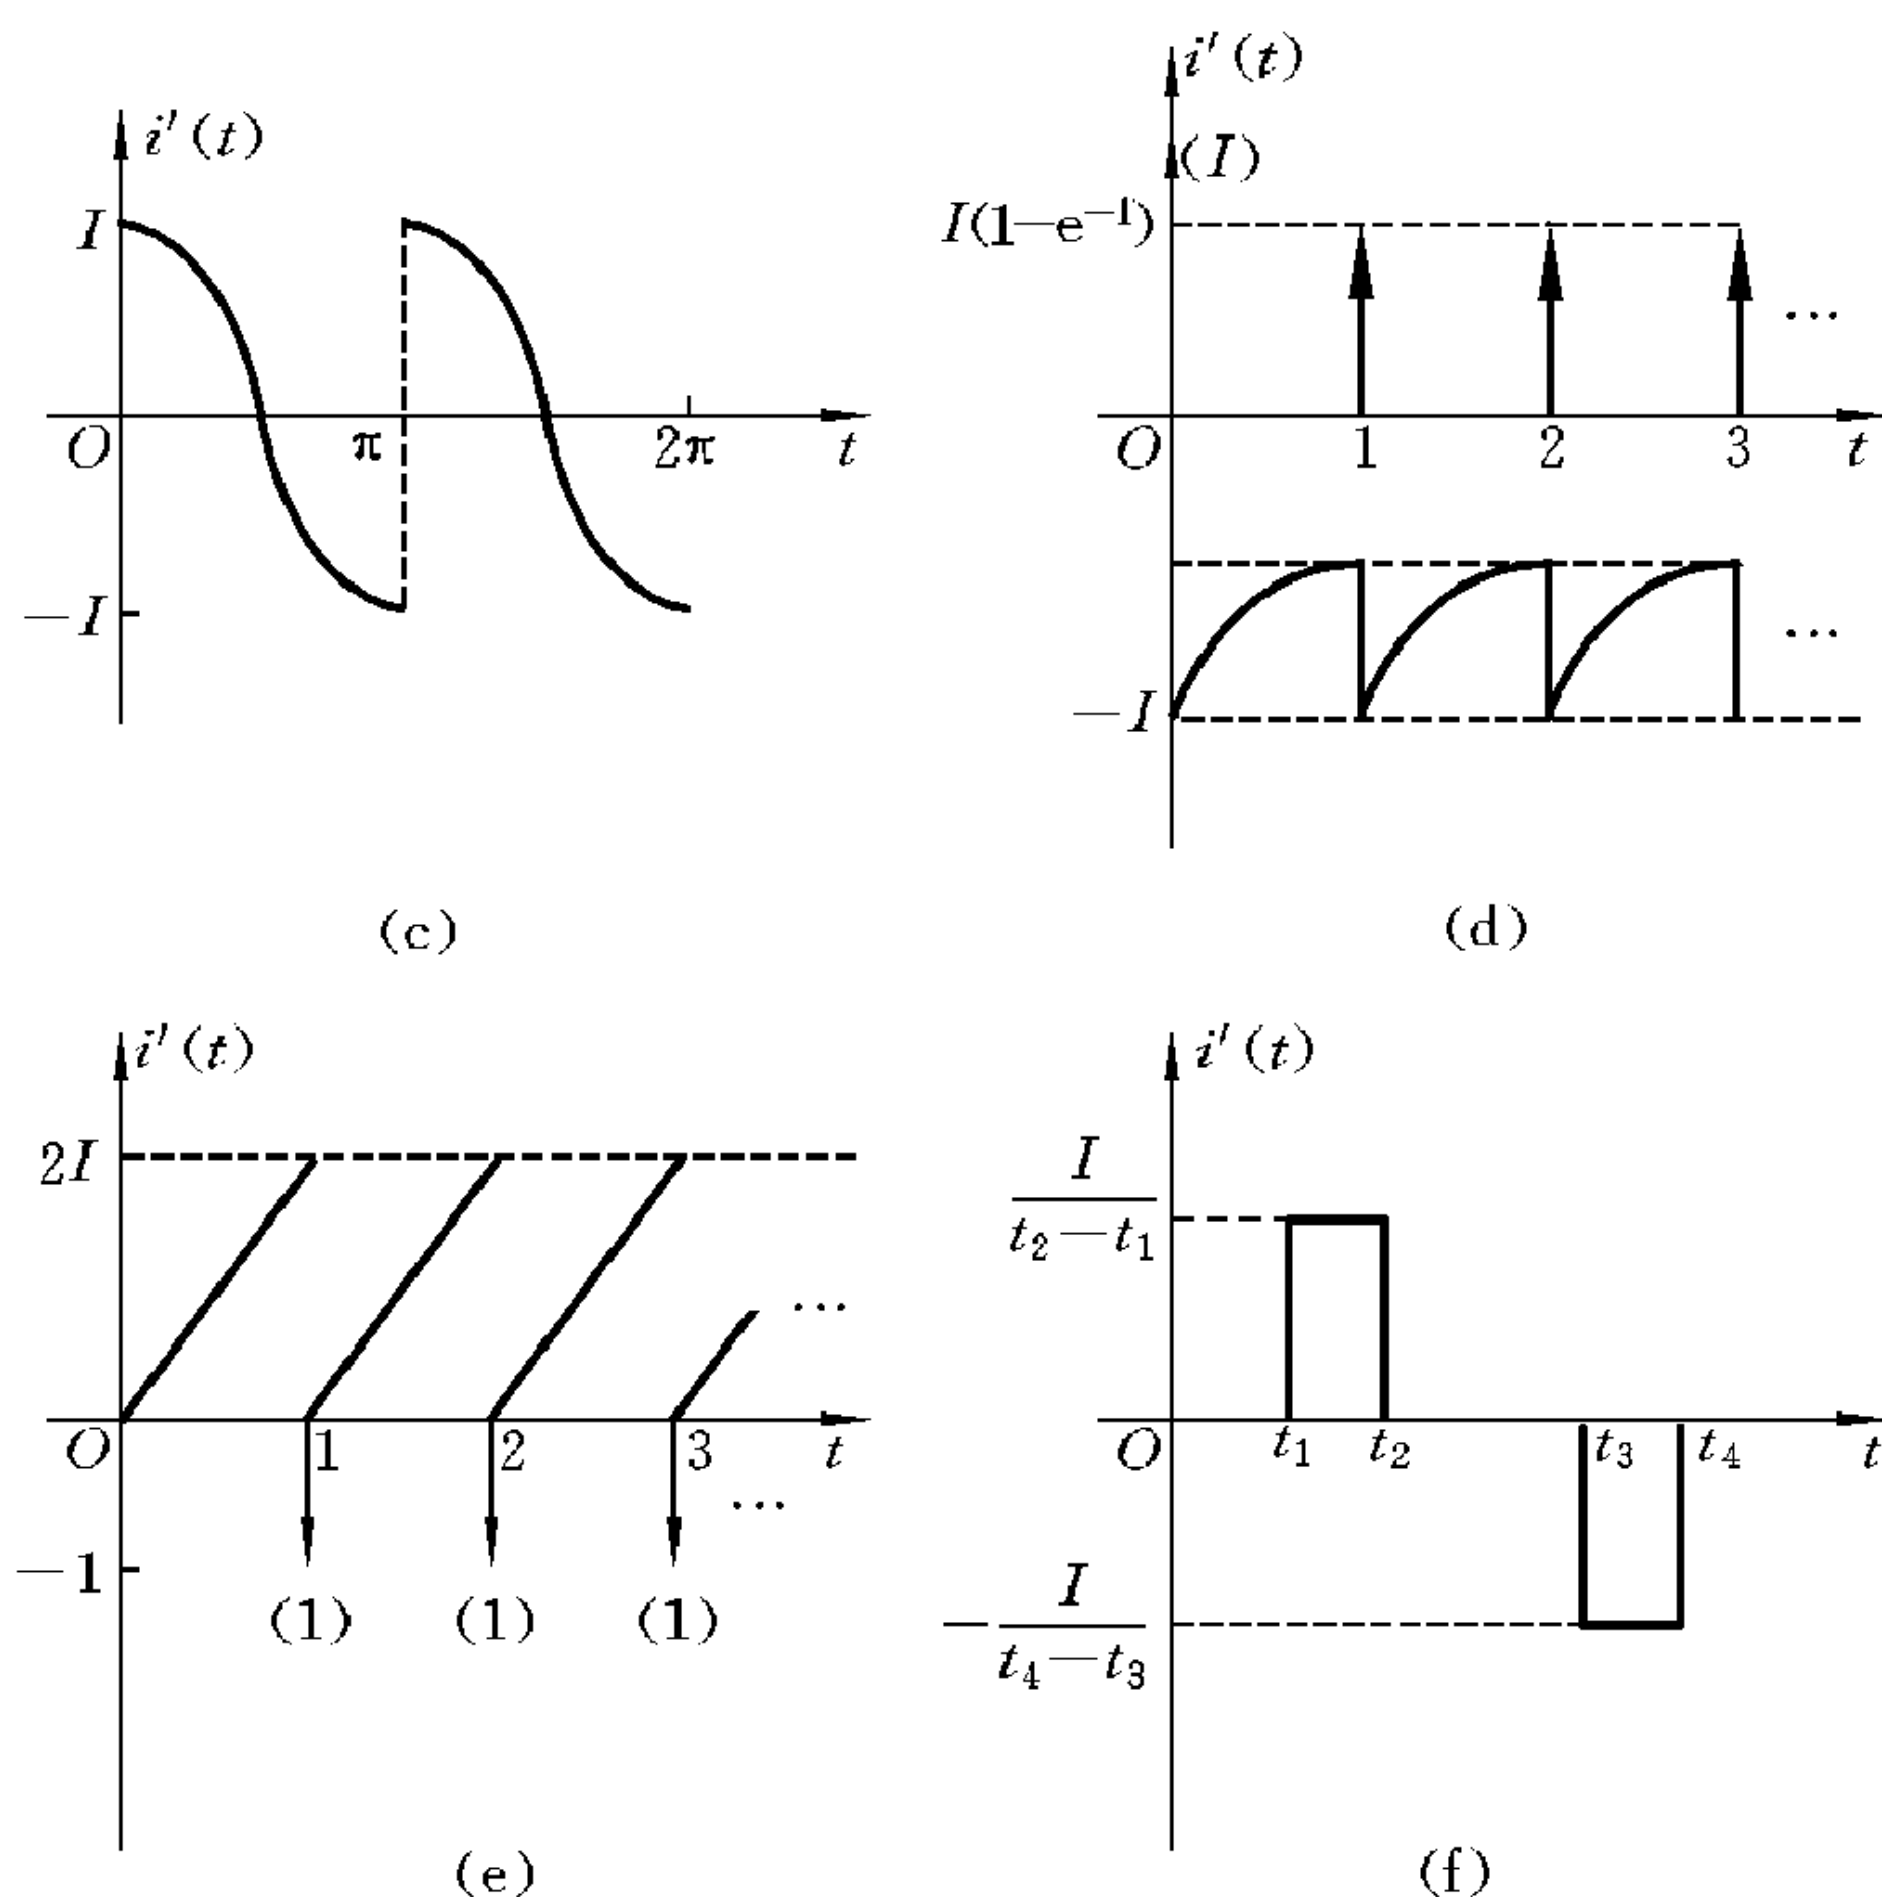 i′(t)
I
O
π
2π
t
−I
(c)
i′(t)
(I)
I(1−e⁻¹)
...
O
1
2
3
t
...
−I
(d)
i′(t)
2I
...
O
1
2
3
t
...
−1
(1)
(1)
(1)
(e)
i′(t)
I
t₂−t₁
O
t₁
t₂
t₃
t₄
t
− I
t₄−t₃
(f)